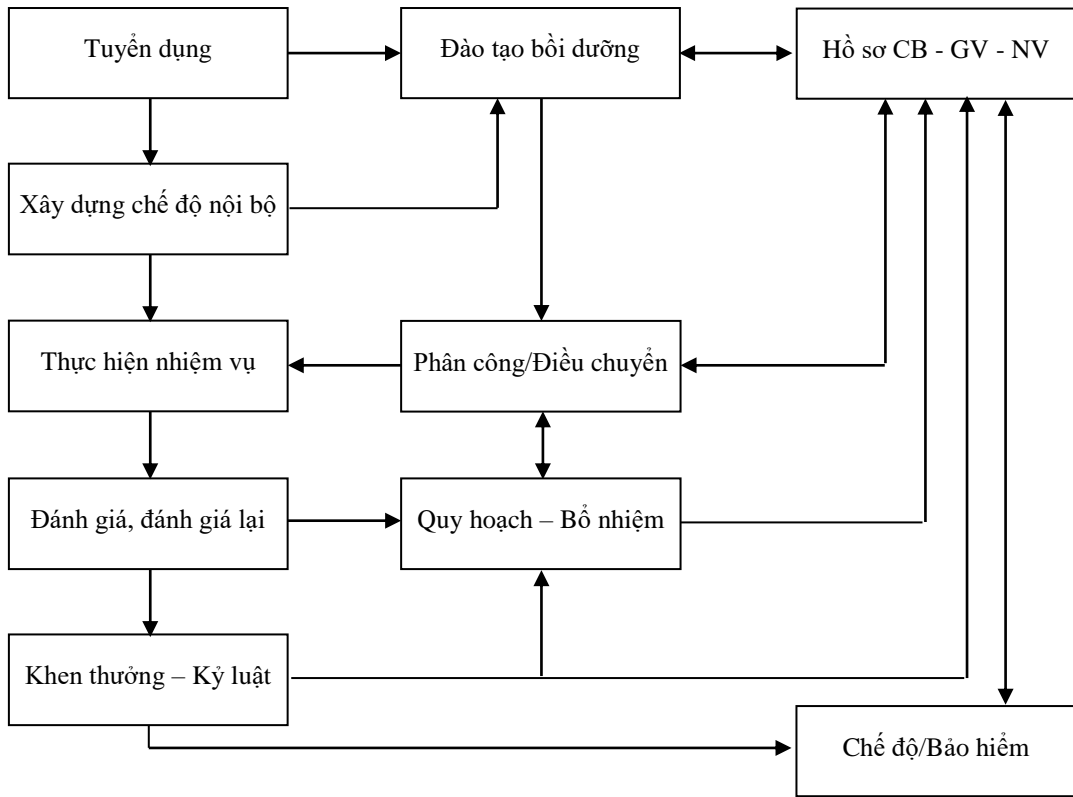 Tuyển dụng
Đào tạo bồi dưỡng
Hồ sơ CB - GV - NV
Xây dựng chế độ nội bộ
Thực hiện nhiệm vụ
Phân công/Điều chuyển
Đánh giá, đánh giá lại
Quy hoạch – Bổ nhiệm
Khen thưởng – Kỷ luật
Chế độ/Bảo hiểm